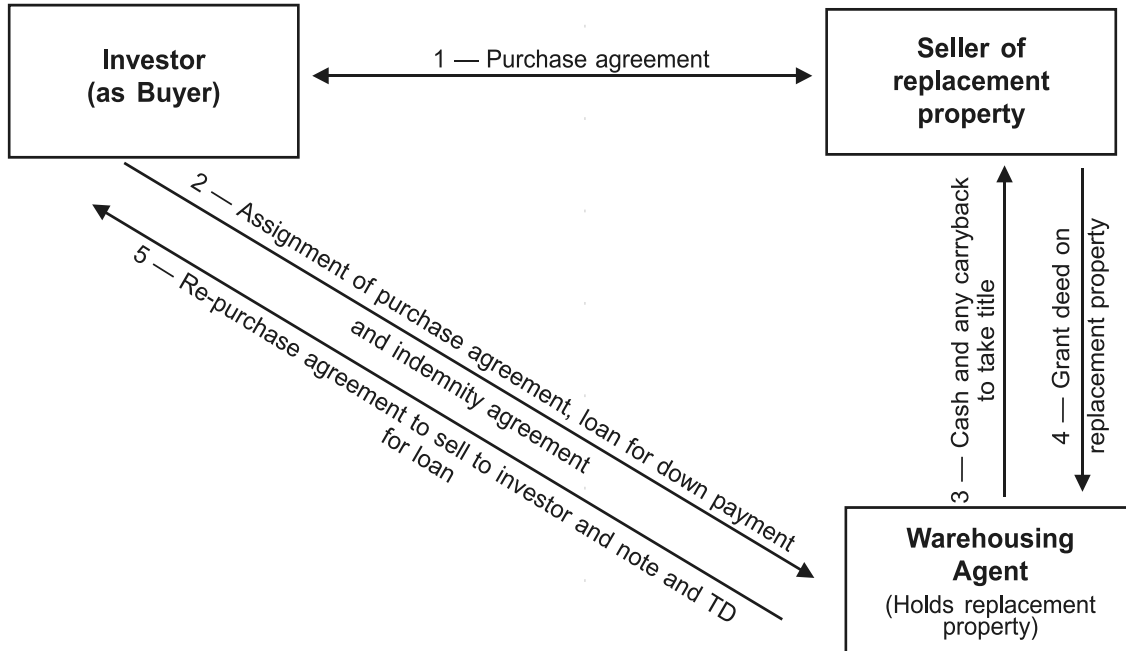 Investor
(as Buyer)
1 — Purchase agreement
Seller of
replacement
property
2 — Assignment of purchase agreement, loan for down payment
and indemnity agreement
5 — Re-purchase agreement to sell to investor and note and TD
for loan
3 — Cash and any carryback
to take title
4 — Grant deed on
replacement property
Warehousing
Agent
(Holds replacement
property)